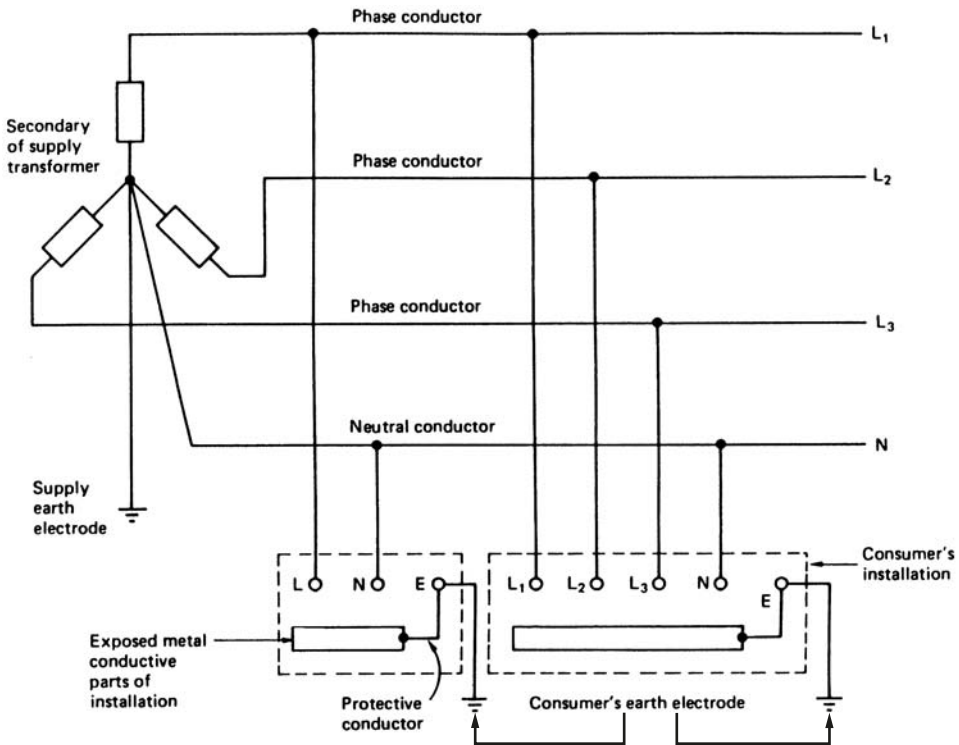 Phase conductor
L₁
Secondary
of supply
transformer
Phase conductor
L₂
Phase conductor
L₃
Neutral conductor
N
Supply
earth
electrode
Consumer's
installation
L
N
E
L₁
L₂
L₃
N
E
Exposed metal
conductive
parts of
installation
Protective
conductor
Consumer's earth electrode